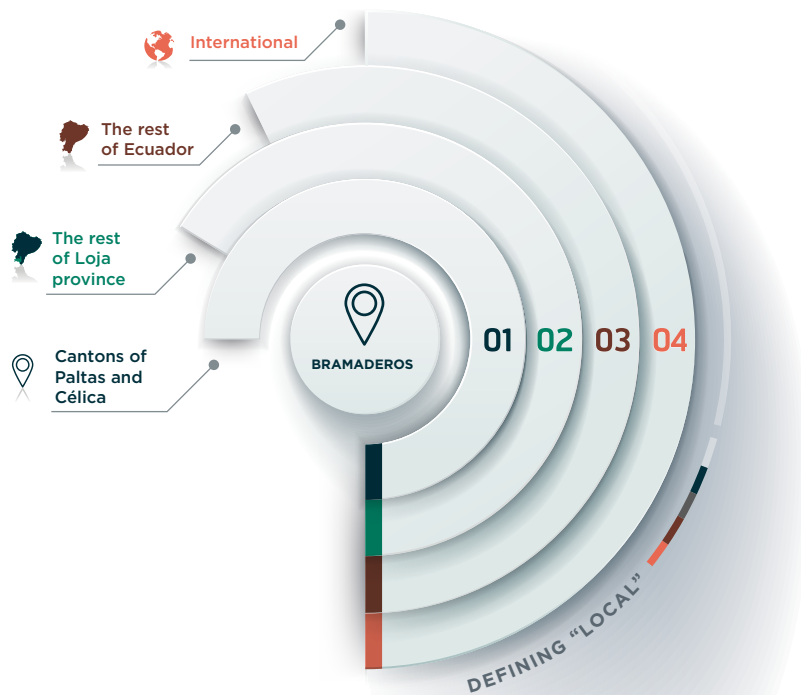 International
The rest
of Ecuador
The rest
of Loja
province
Cantons of
Paltas and
Célica
BRAMADEROS
01 02 03 04
DEFINING “LOCAL”